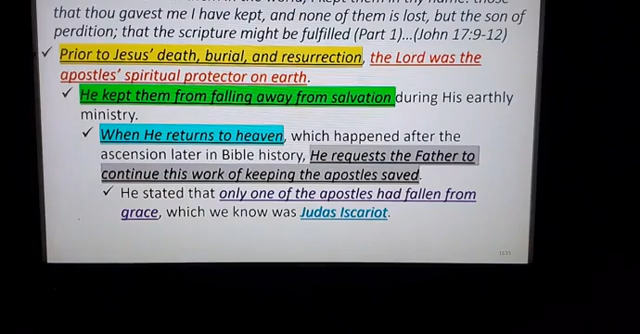 that thou gavest me I have kept, and none of them is lost, but the son of
perdition; that the scripture might be fulfilled (Part 1)...(John 17:9-12)
✓ Prior to Jesus' death, burial, and resurrection, the Lord was the
apostles' spiritual protector on earth.
✓ He kept them from falling away from salvation during His earthly
ministry.
✓ When He returns to heaven, which happened after the
ascension later in Bible history, He requests the Father to
continue this work of keeping the apostles saved.
✓ He stated that only one of the apostles had fallen from
grace, which we know was Judas Iscariot.